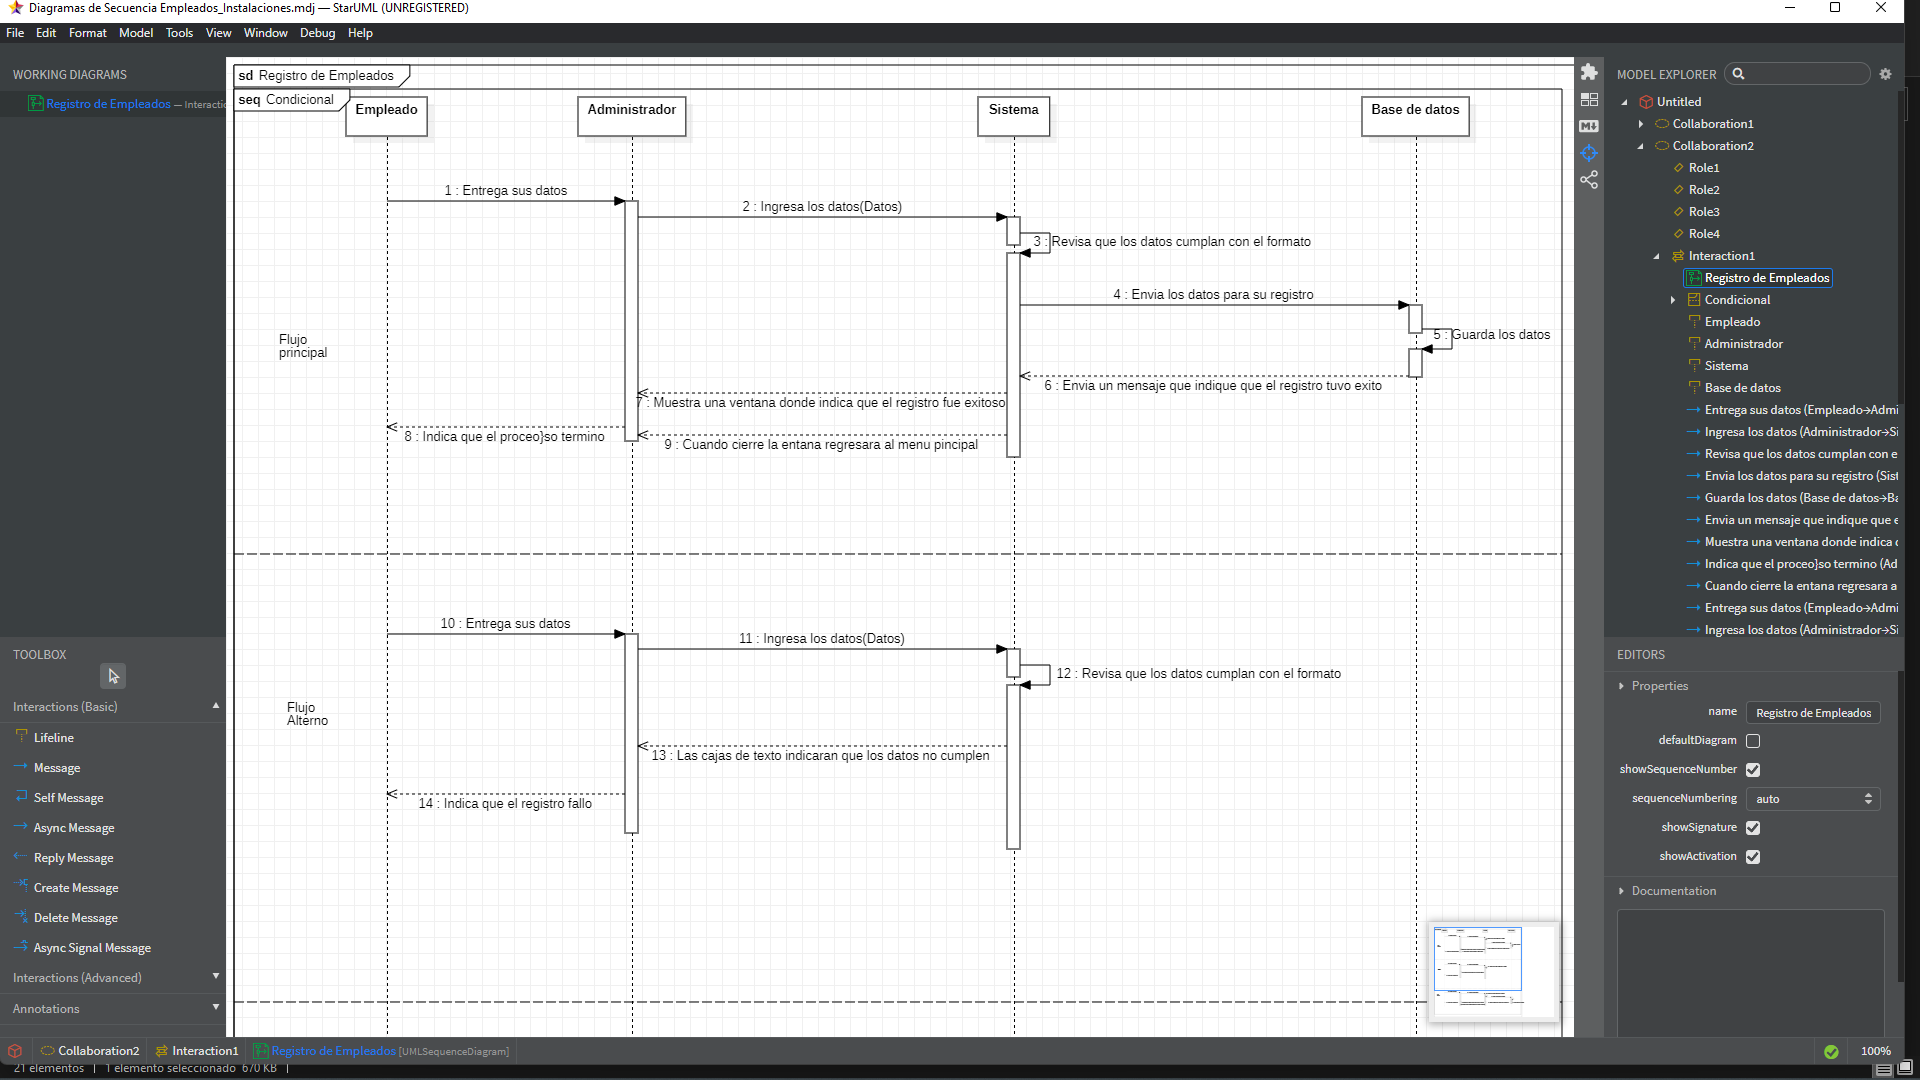 Diagramas de Secuencia Empleados_Instalaciones.mdj — StarUML (UNREGISTERED)
File Edit Format Model Tools View Window Debug Help
WORKING DIAGRAMS
Registro de Empleados — Interactio
sd Registro de Empleados
seq Condicional
Empleado
Administrador
Sistema
Base de datos
1 : Entrega sus datos
2 : Ingresa los datos(Datos)
3 : Revisa que los datos cumplan con el formato
4 : Envia los datos para su registro
5 : Guarda los datos
Flujo
principal
6 : Envia un mensaje que indique que el registro tuvo exito
7 : Muestra una ventana donde indica que el registro fue exitoso
8 : Indica que el proceo}so termino
9 : Cuando cierre la entana regresara al menu pincipal
10 : Entrega sus datos
11 : Ingresa los datos(Datos)
12 : Revisa que los datos cumplan con el formato
Flujo
Alterno
13 : Las cajas de texto indicaran que los datos no cumplen
14 : Indica que el registro fallo
TOOLBOX
Interactions (Basic)
Lifeline
Message
Self Message
Async Message
Reply Message
Create Message
Delete Message
Async Signal Message
Interactions (Advanced)
Annotations
MODEL EXPLORER
Untitled
Collaboration1
Collaboration2
Role1
Role2
Role3
Role4
Interaction1
Registro de Empleados
Condicional
Empleado
Administrador
Sistema
Base de datos
Entrega sus datos (Empleado→Admi
Ingresa los datos (Administrador→Si
Revisa que los datos cumplan con e
Envia los datos para su registro (Sist
Guarda los datos (Base de datos→Ba
Envia un mensaje que indique que e
Muestra una ventana donde indica
Indica que el proceo}so termino (Ad
Cuando cierre la entana regresara a
Entrega sus datos (Empleado→Admi
Ingresa los datos (Administrador→Si
EDITORS
Properties
name Registro de Empleados
defaultDiagram
showSequenceNumber
sequenceNumbering auto
showSignature
showActivation
Documentation
Collaboration2 Interaction1 Registro de Empleados [UMLSequenceDiagram]
100%
21 elementos | 1 elemento seleccionado 670 KB |